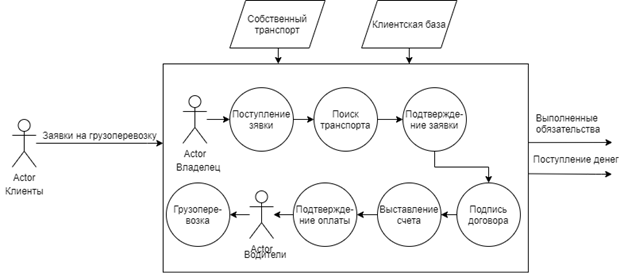 Собственный
транспорт
Клиентская база
Заявки на грузоперевозку
Actor
Клиенты
Actor
Владелец
Поступление
зявки
Поиск
транспорта
Подтвержде-
ние заявки
Выполненные
обязательства
Поступление денег
Грузопере-
возка
Actor
Водители
Подтвержде-
ние оплаты
Выставление
счета
Подпись
договора